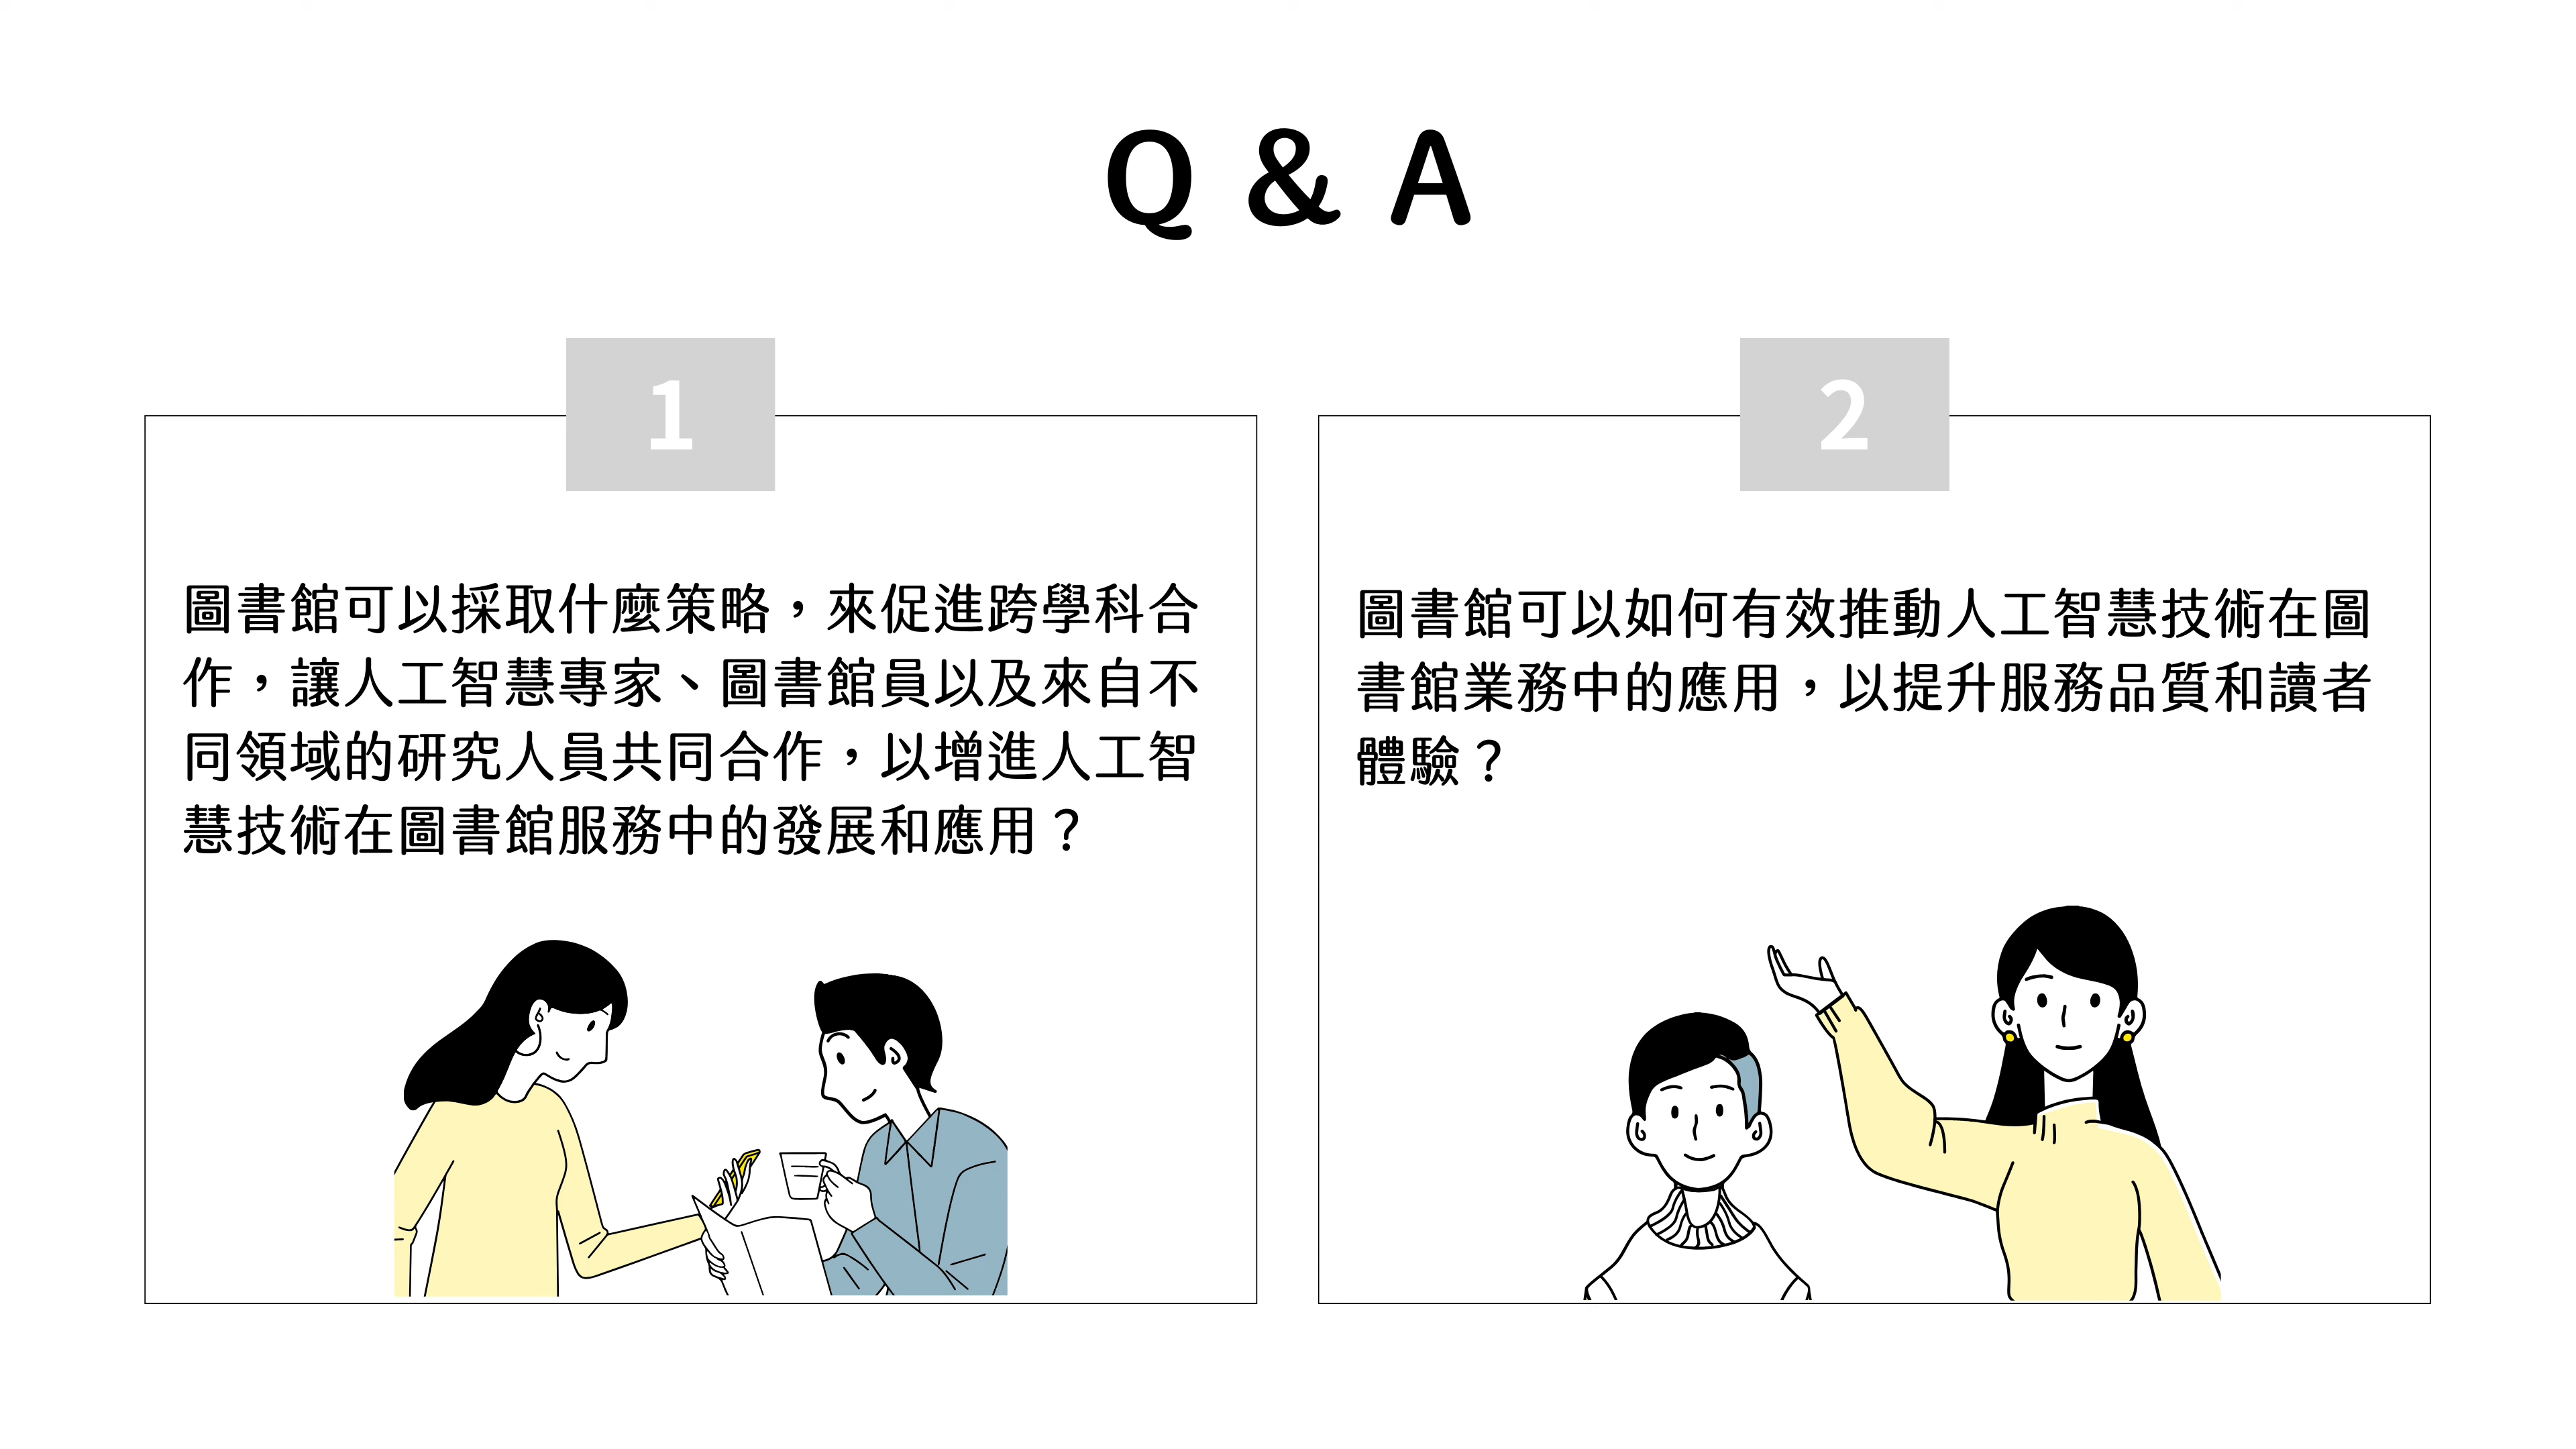 Q & A
1
圖書館可以採取什麼策略，來促進跨學科合
作，讓人工智慧專家、圖書館員以及來自不
同領域的研究人員共同合作，以增進人工智
慧技術在圖書館服務中的發展和應用？
2
圖書館可以如何有效推動人工智慧技術在圖
書館業務中的應用，以提升服務品質和讀者
體驗？